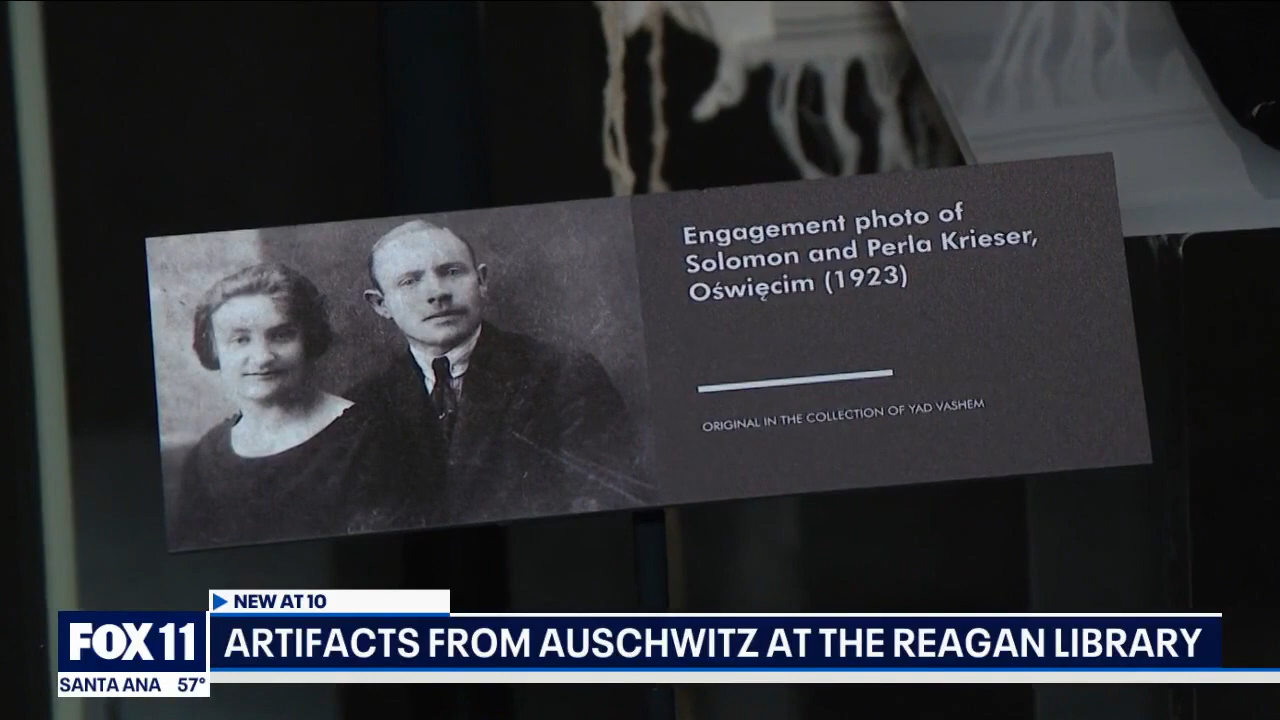 Engagement photo of
Solomon and Perla Krieser,
Oświęcim (1923)
ORIGINAL IN THE COLLECTION OF YAD VASHEM
NEW AT 10
FOX 11
ARTIFACTS FROM AUSCHWITZ AT THE REAGAN LIBRARY
SANTA ANA 57°